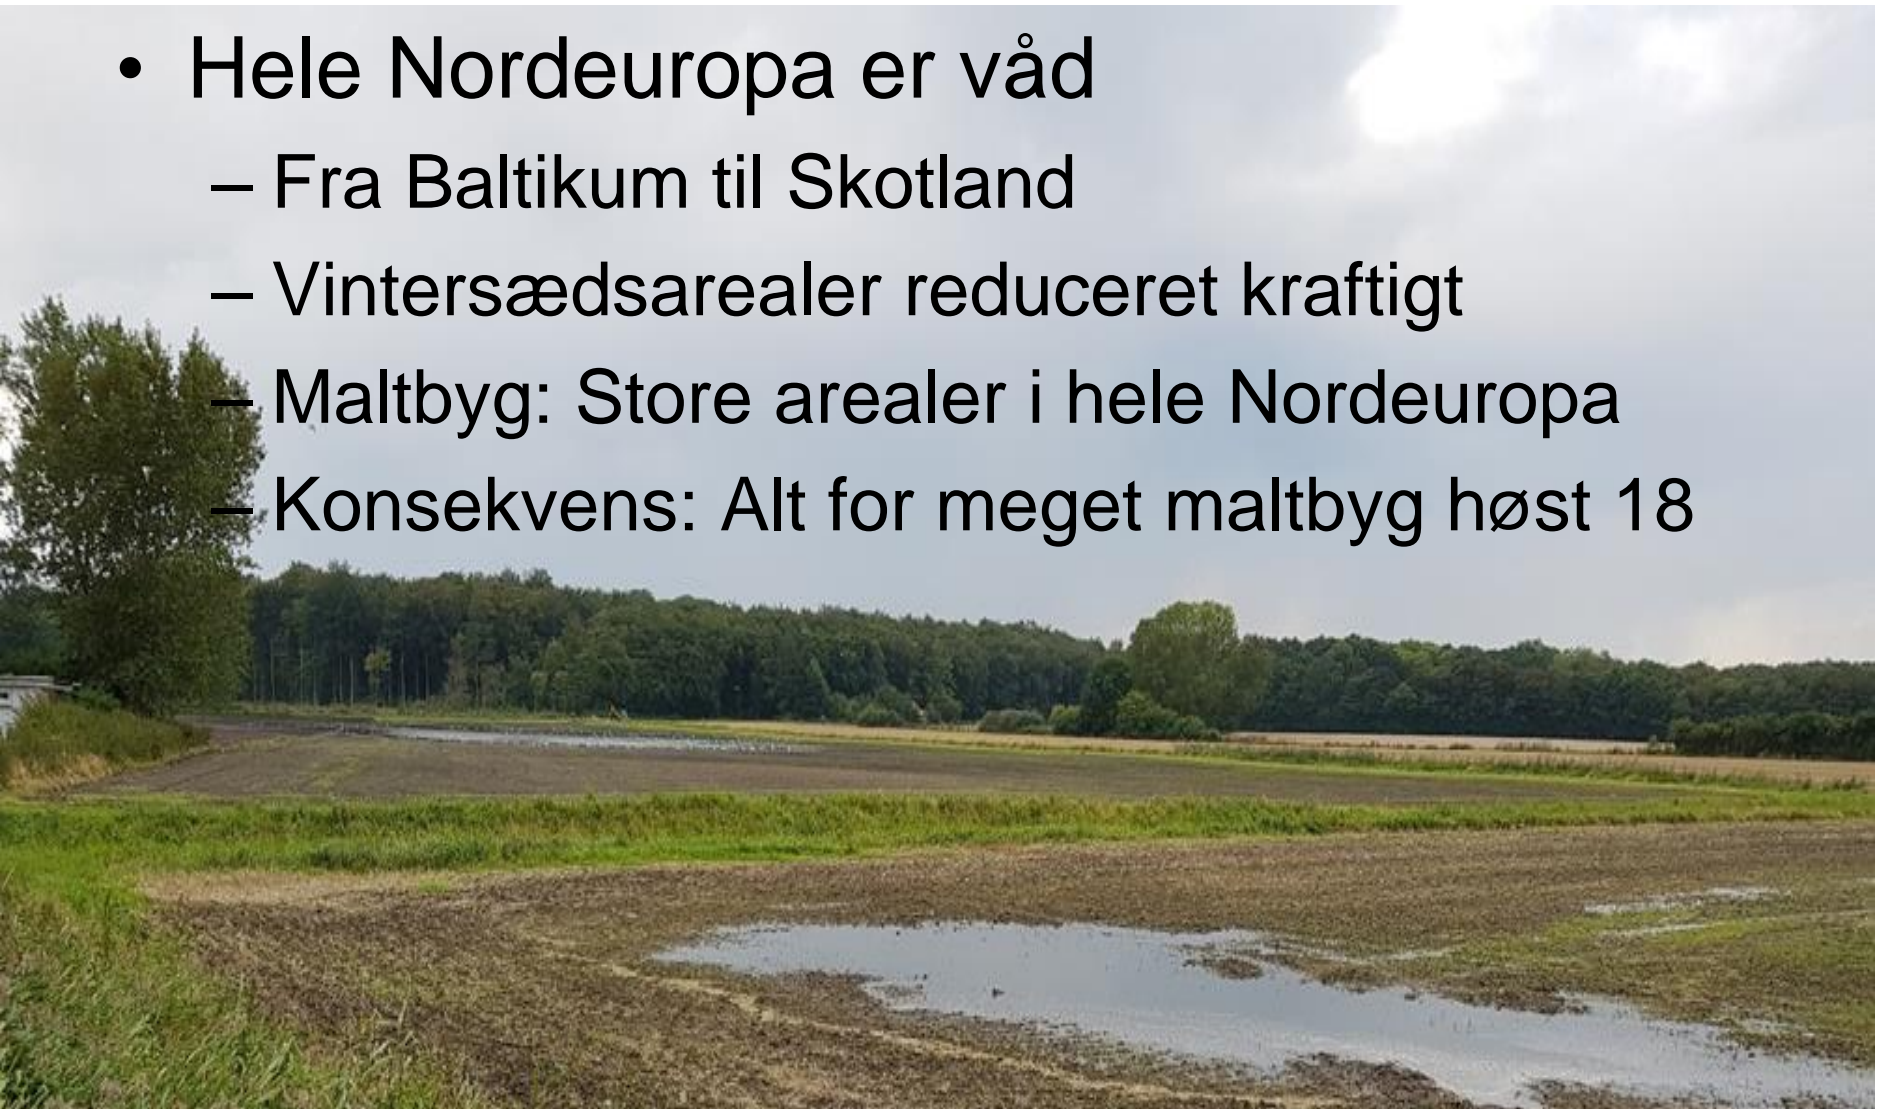 • Hele Nordeuropa er våd
– Fra Baltikum til Skotland
– Vintersædsarealer reduceret kraftigt
– Maltbyg: Store arealer i hele Nordeuropa
– Konsekvens: Alt for meget maltbyg høst 18